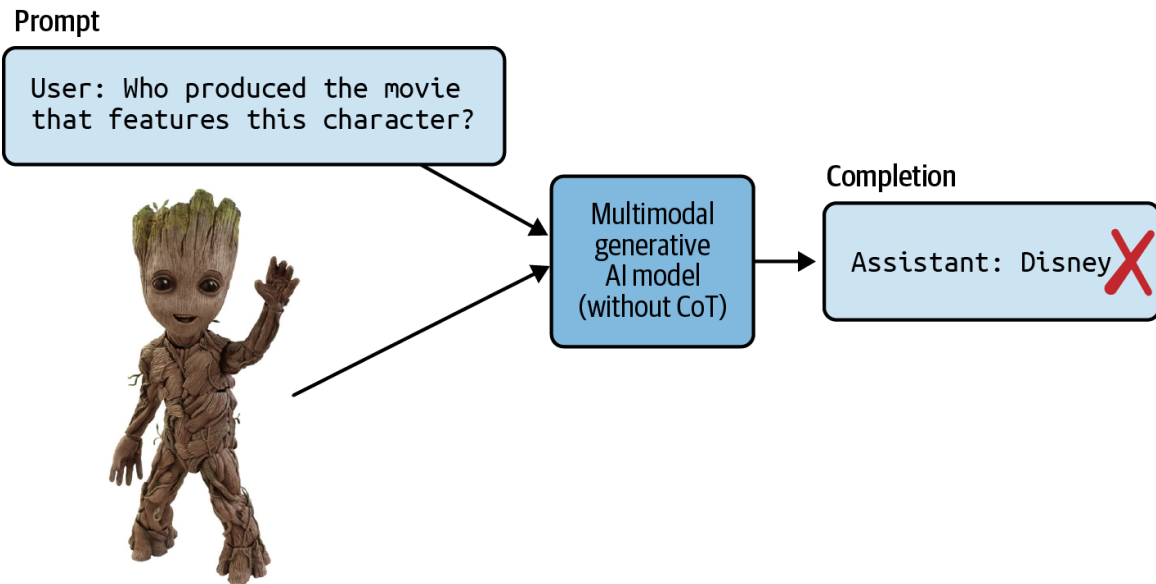 Prompt
User: Who produced the movie
that features this character?
Multimodal
generative
AI model
(without CoT)
Completion
Assistant: Disney